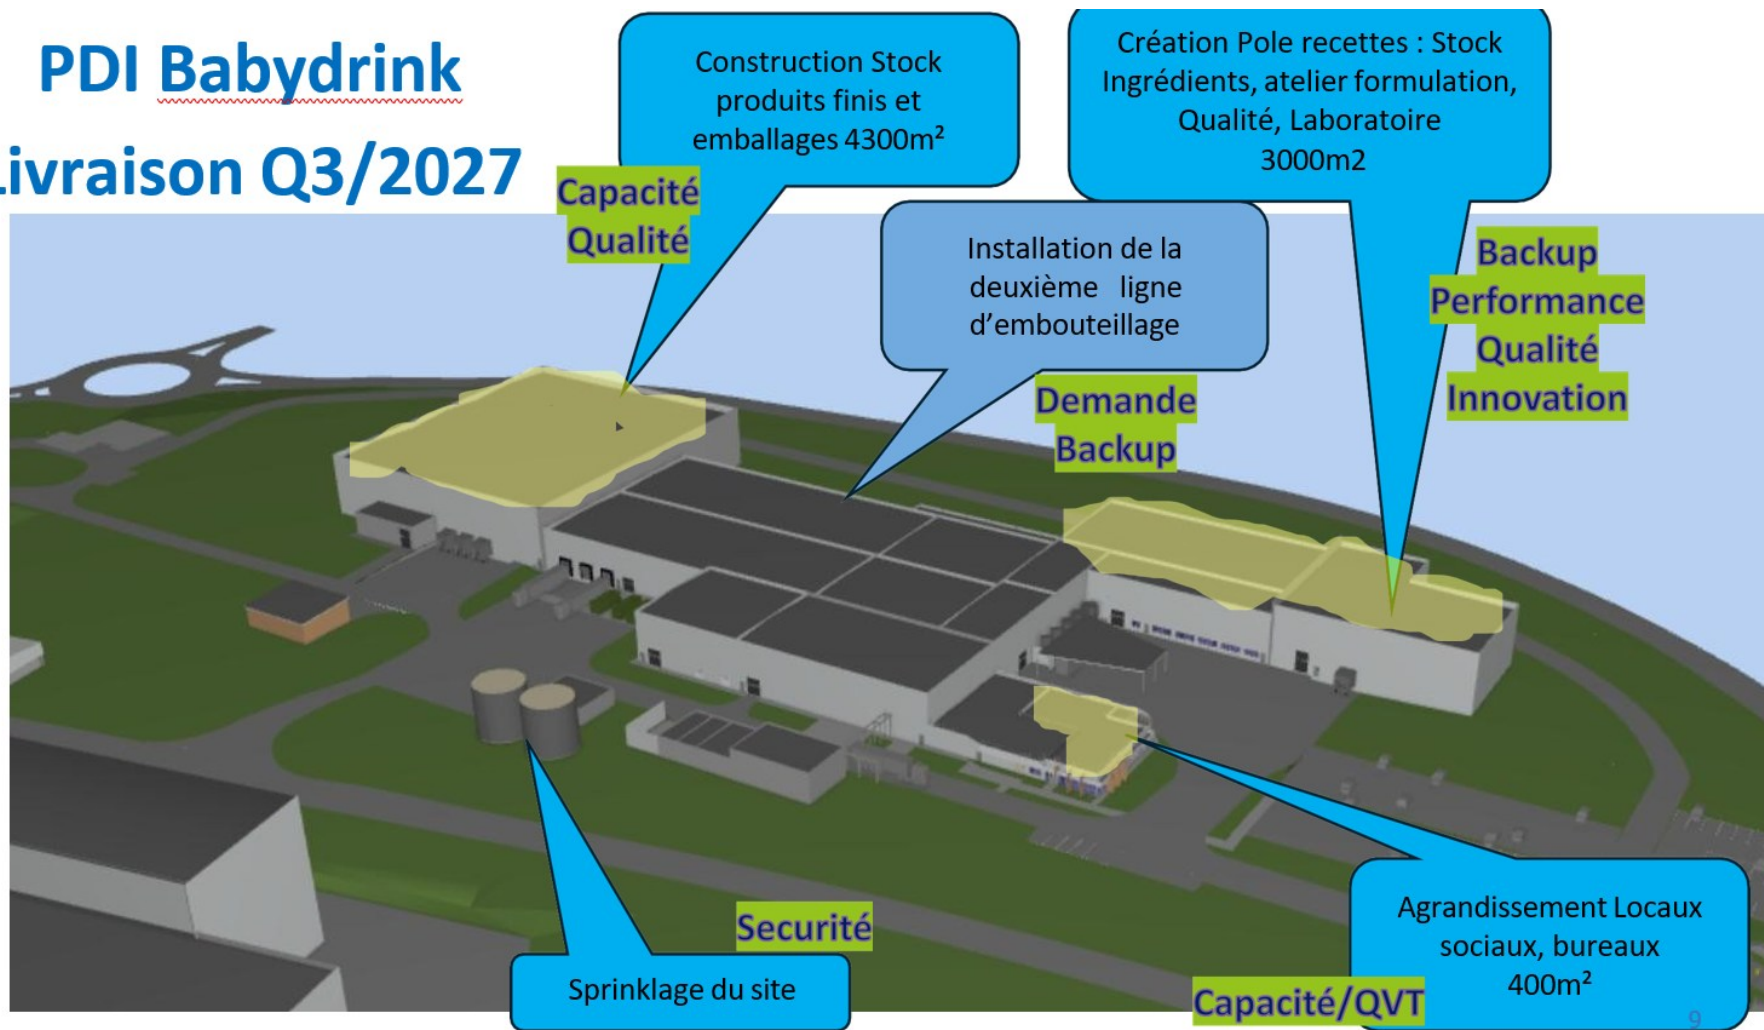 PDI Babydrink
Livraison Q3/2027
Construction Stock
produits finis et
emballages 4300m²
Capacité
Qualité
Création Pole recettes : Stock
Ingrédients, atelier formulation,
Qualité, Laboratoire
3000m2
Installation de la
deuxième ligne
d’embouteillage
Backup
Performance
Qualité
Innovation
Demande
Backup
Securité
Sprinklage du site
Agrandissement Locaux
sociaux, bureaux
400m²
Capacité/QVT
9